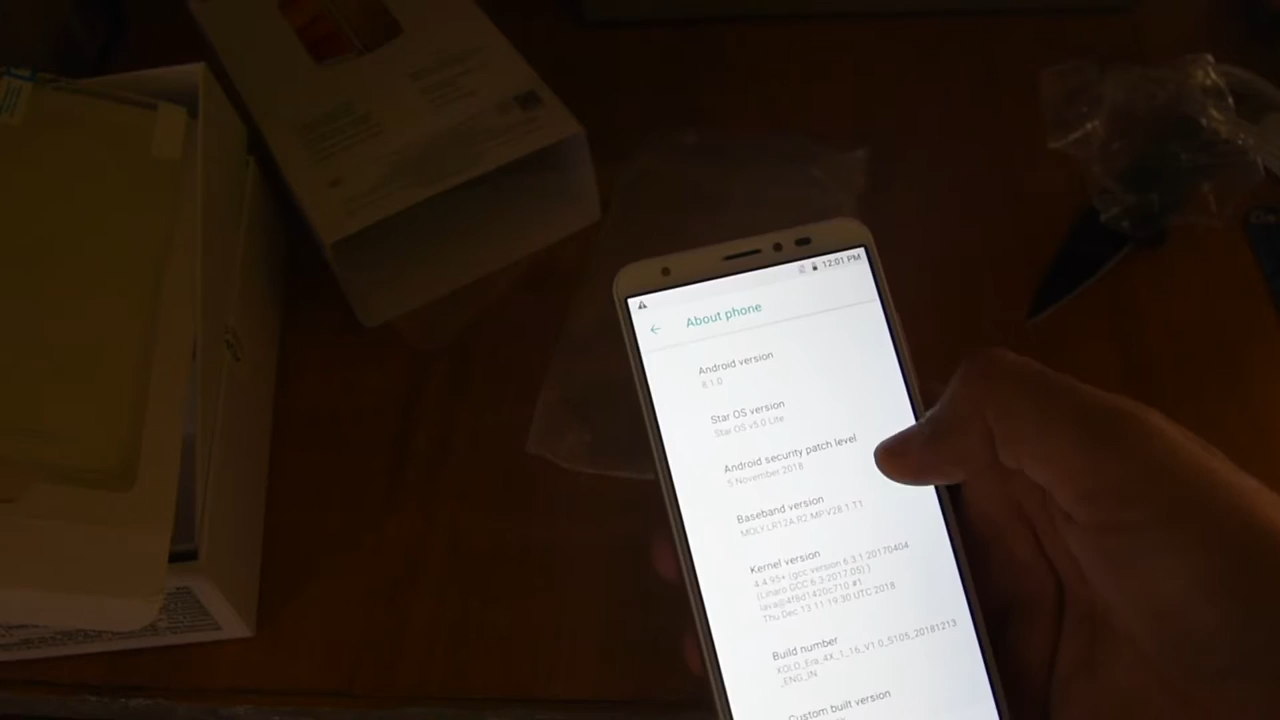 12:01 PM
About phone
Android version
8.1.0
Star OS version
Star OS v5.0 Lite
Android security patch level
5 November 2018
Baseband version
MOLY.LR12A.R2.MP.V28.1.T1
Kernel version
4.4.95+ (gcc version 6.3.1 20170404
(Linaro GCC 6.3-2017.05) )
lava@4f8d1420c710 #1
Thu Dec 13 11:19:30 UTC 2018
Build number
XOLO_Era_4X_1_16_V1.0_S105_20181213
_ENG_IN
Custom built version